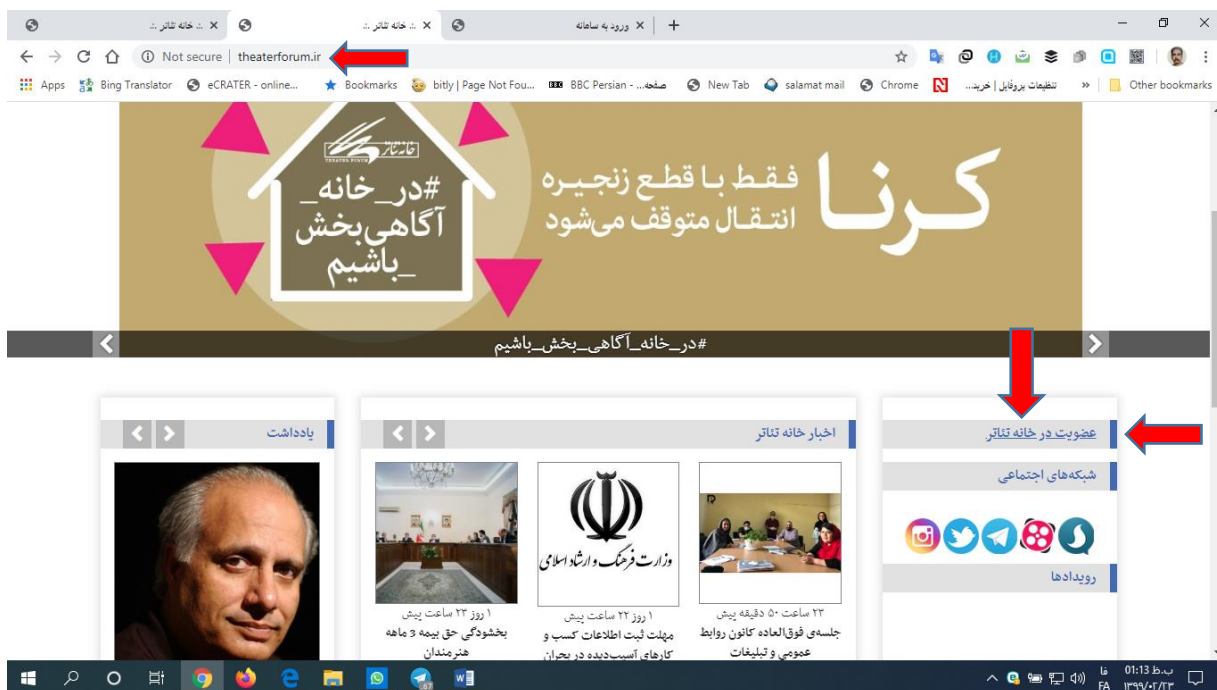 .:: خانه تئاتر ::.
.:: خانه تئاتر ::.
ورود به سامانه
Not secure | theaterforum.ir
Apps
Bing Translator
eCRATER - online...
Bookmarks
bitly | Page Not Fou...
BBC Persian - صفحه...
New Tab
salamat mail
Chrome
تنظیمات پروفایل | خرید...
Other bookmarks
خانه تئاتر
THEATER FORUM
#در_خانه_
آگاهی‌بخش
_باشیم
کرنا
فقط با قطع زنجیره
انتقال متوقف می‌شود
#در_خانه_آگاهی_بخش_باشیم
عضویت در خانه تئاتر
شبکه‌های اجتماعی
رویدادها
اخبار خانه تئاتر
وزارت فرهنگ و ارشاد اسلامی
۲۳ ساعت ۵۰ دقیقه پیش
جلسه‌ی فوق‌العاده کانون روابط
عمومی و تبلیغات
۱ روز ۲۲ ساعت پیش
مهلت ثبت اطلاعات کسب و
کارهای آسیب‌دیده در بحران
۱ روز ۲۳ ساعت پیش
بخشودگی حق بیمه 3 ماهه
هنرمندان
یادداشت
67
فا
FA
01:13 ب.ظ
۱۳۹۹/۰۲/۲۳